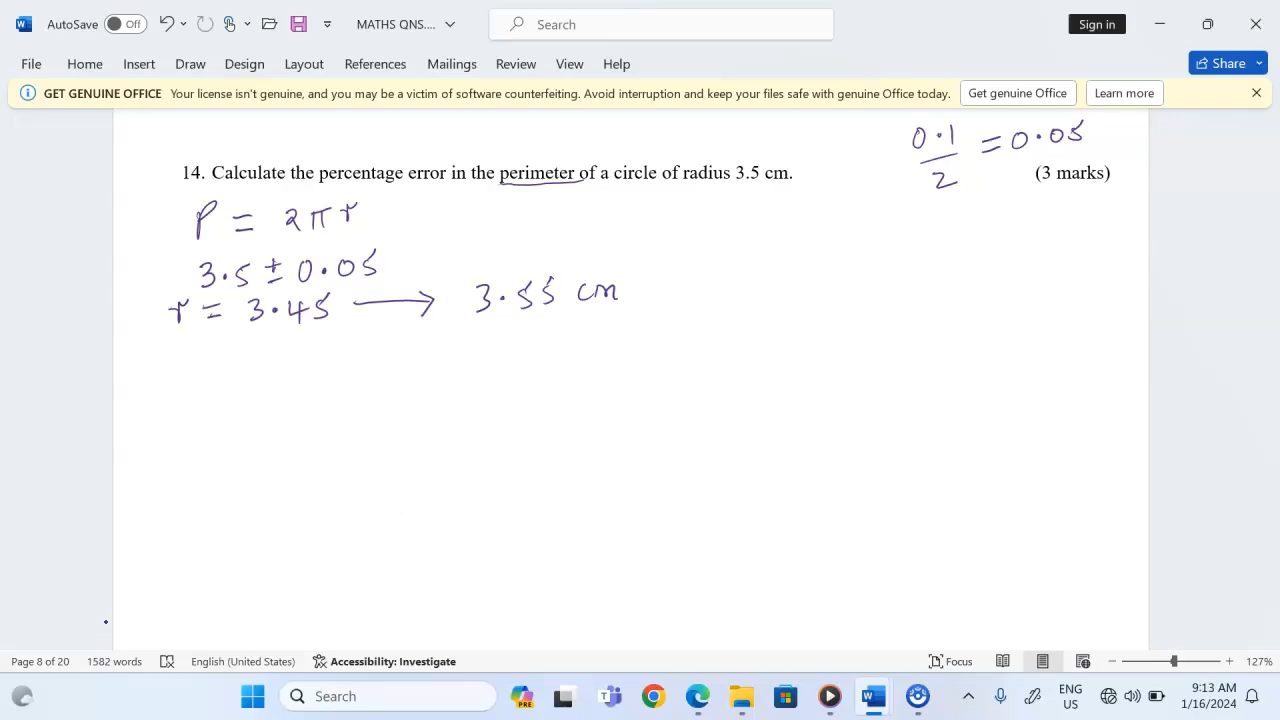 AutoSave Off MATHS QNS.... Search Sign in
File Home Insert Draw Design Layout References Mailings Review View Help Share
GET GENUINE OFFICE Your license isn't genuine, and you may be a victim of software counterfeiting. Avoid interruption and keep your files safe with genuine Office today. Get genuine Office Learn more
0.1/2 = 0.05
14. Calculate the percentage error in the perimeter of a circle of radius 3.5 cm. (3 marks)
P = 2πr
3.5 ± 0.05
r = 3.45 → 3.55 cm
Page 8 of 20 1582 words English (United States) Accessibility: Investigate Focus 127%
Search PRE ENG US 9:13 AM 1/16/2024